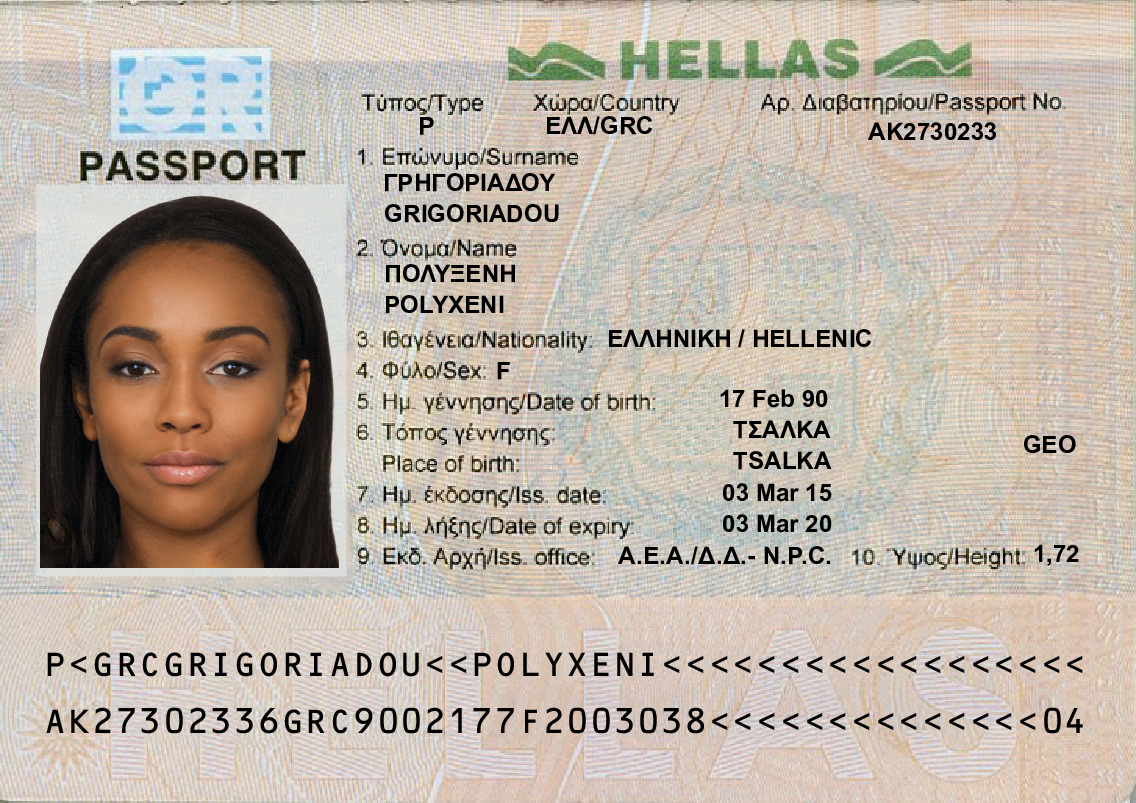 GR
HELLAS
PASSPORT
Τύπος/Type Χώρα/Country Αρ. Διαβατηρίου/Passport No.
P ΕΛΛ/GRC AK2730233
1. Επώνυμο/Surname
ΓΡΗΓΟΡΙΑΔΟΥ
GRIGORIADOU
2. Όνομα/Name
ΠΟΛΥΞΕΝΗ
POLYXENI
3. Ιθαγένεια/Nationality: ΕΛΛΗΝΙΚΗ / HELLENIC
4. Φύλο/Sex: F
5. Ημ. γέννησης/Date of birth: 17 Feb 90
6. Τόπος γέννησης: ΤΣΑΛΚΑ
Place of birth: TSALKA GEO
7. Ημ. έκδοσης/Iss. date: 03 Mar 15
8. Ημ. λήξης/Date of expiry: 03 Mar 20
9. Εκδ. Αρχή/Iss. office: Α.Ε.Α./Δ.Δ.- N.P.C. 10. Ύψος/Height: 1,72
HELLAS
P<GRCGRIGORIADOU<<POLYXENI<<<<<<<<<<<<<<<<<<
AK27302336GRC9002177F2003038<<<<<<<<<<<<<<04